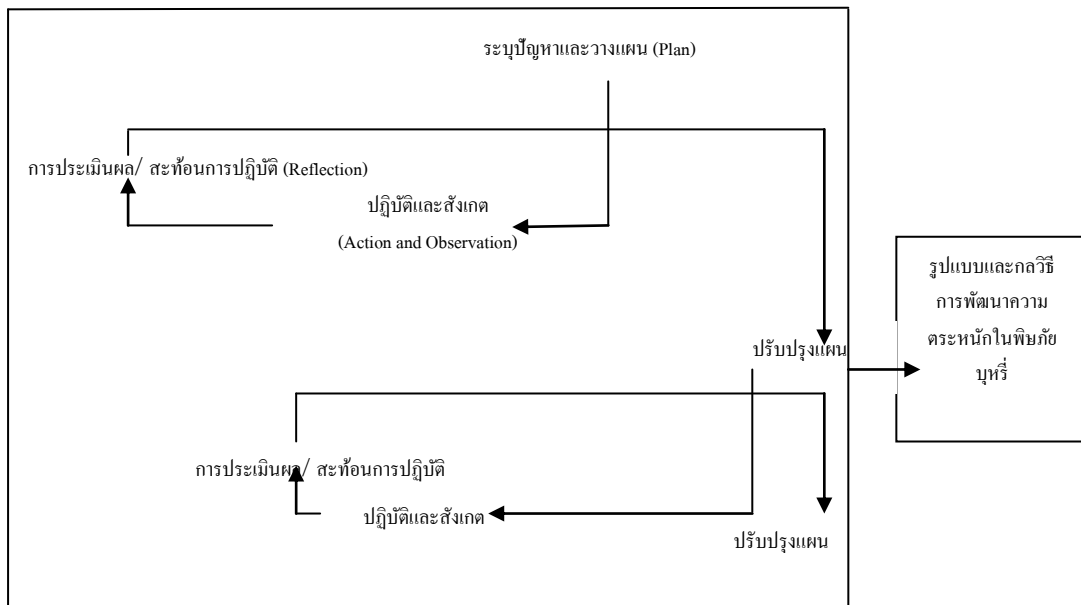 ระบุปัญหาและวางแผน (Plan)
การประเมินผล/ สะท้อนการปฏิบัติ (Reflection)
ปฏิบัติและสังเกต
(Action and Observation)
ปรับปรุงแผน
การประเมินผล/ สะท้อนการปฏิบัติ
ปฏิบัติและสังเกต
ปรับปรุงแผน
รูปแบบและกลวิธี
การพัฒนาความ
ตระหนักในพิษภัย
บุหรี่